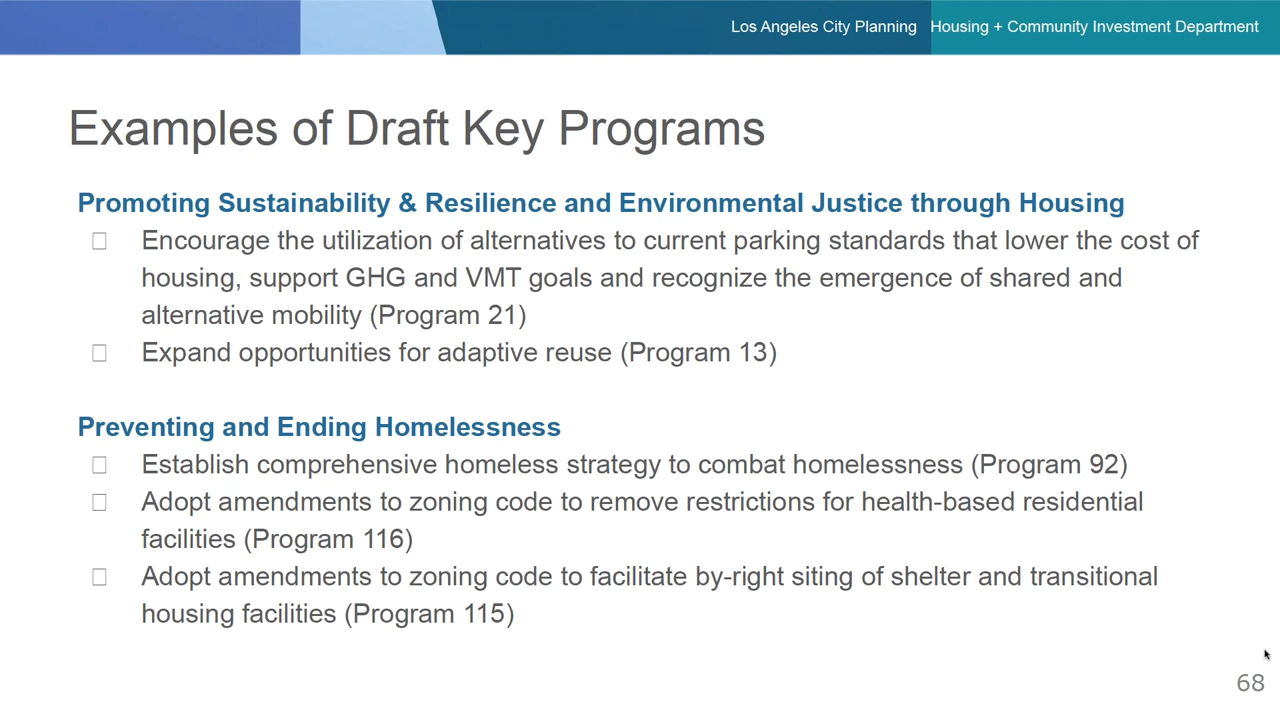 Los Angeles City Planning Housing + Community Investment Department
Examples of Draft Key Programs
Promoting Sustainability & Resilience and Environmental Justice through Housing
Encourage the utilization of alternatives to current parking standards that lower the cost of
housing, support GHG and VMT goals and recognize the emergence of shared and
alternative mobility (Program 21)
Expand opportunities for adaptive reuse (Program 13)
Preventing and Ending Homelessness
Establish comprehensive homeless strategy to combat homelessness (Program 92)
Adopt amendments to zoning code to remove restrictions for health-based residential
facilities (Program 116)
Adopt amendments to zoning code to facilitate by-right siting of shelter and transitional
housing facilities (Program 115)
68